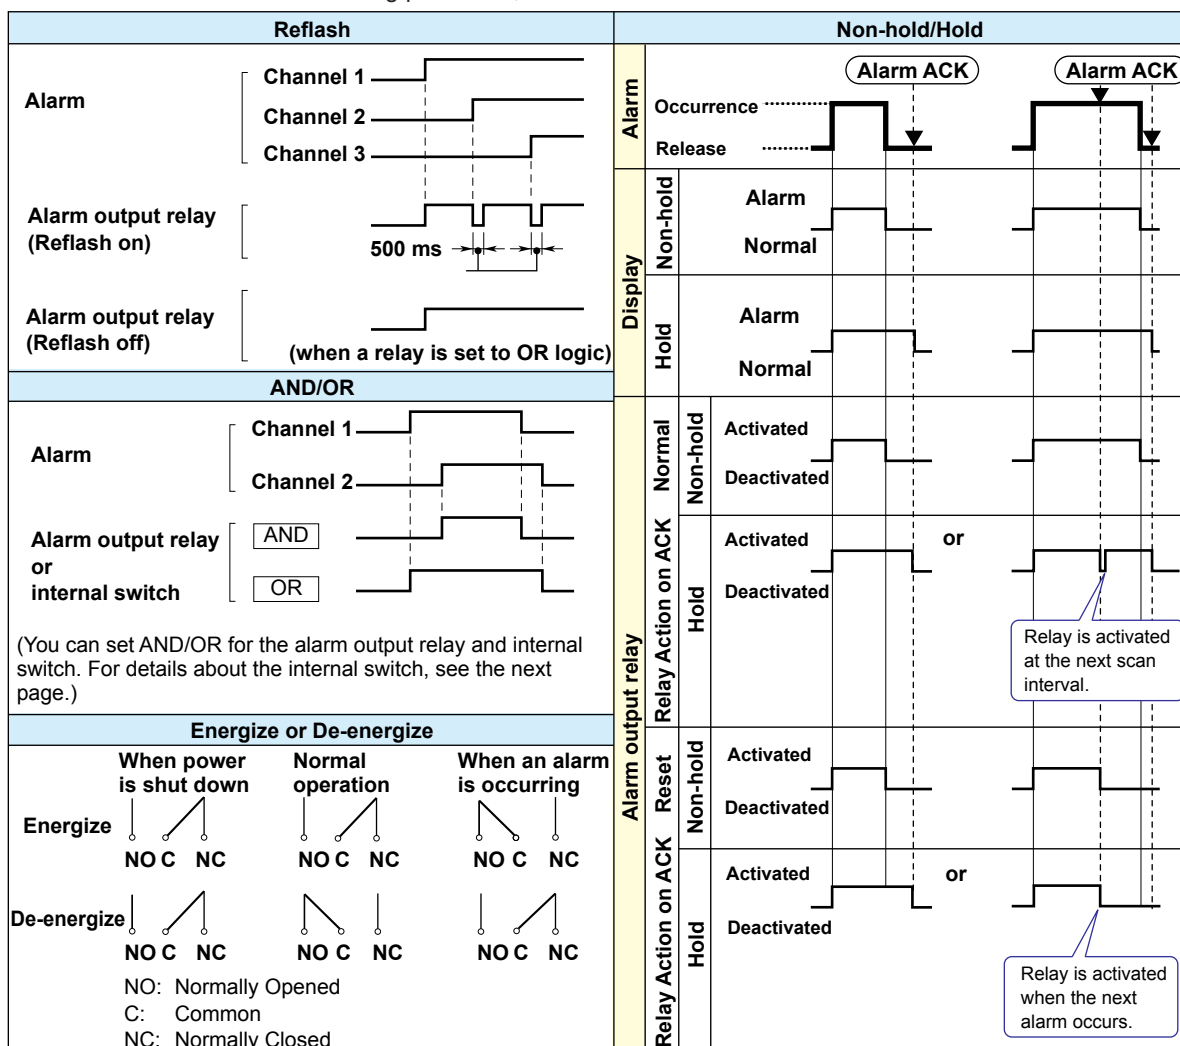 Reflash
Alarm
Channel 1
Channel 2
Channel 3
Alarm output relay
(Reflash on)
500 ms
Alarm output relay
(Reflash off)
(when a relay is set to OR logic)
AND/OR
Alarm
Channel 1
Channel 2
Alarm output relay
or
internal switch
AND
OR
(You can set AND/OR for the alarm output relay and internal
switch. For details about the internal switch, see the next
page.)
Energize or De-energize
When power
is shut down
Normal
operation
When an alarm
is occurring
Energize
NO C NC
NO C NC
NO C NC
De-energize
NO C NC
NO C NC
NO C NC
NO: Normally Opened
C: Common
NC: Normally Closed
Non-hold/Hold
Alarm
Alarm ACK
Alarm ACK
Occurrence
Release
Display
Non-hold
Alarm
Normal
Hold
Alarm
Normal
Alarm output relay
Relay Action on ACK Normal
Non-hold
Activated
Deactivated
Hold
Activated
Deactivated
or
Relay is activated
at the next scan
interval.
Relay Action on ACK Reset
Non-hold
Activated
Deactivated
Hold
Activated
Deactivated
or
Relay is activated
when the next
alarm occurs.